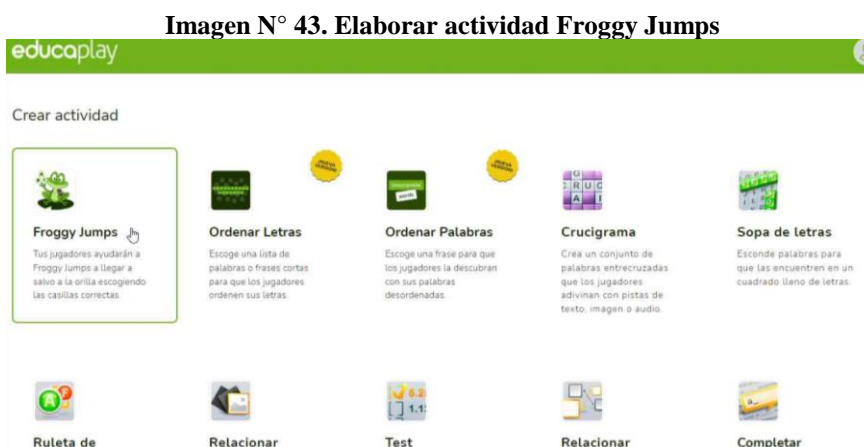 Imagen N° 43. Elaborar actividad Froggy Jumps
educaplay
Crear actividad
Froggy Jumps
Tus jugadores ayudarán a
Froggy Jumps a llegar a
salvo a la orilla escogiendo
las casillas correctas.
Ordenar Letras
Escoge una lista de
palabras o frases cortas
para que los jugadores
ordenen sus letras.
Ordenar Palabras
Escoge una frase para que
los jugadores la descubran
con sus palabras
desordenadas.
Crucigrama
Crea un conjunto de
palabras entrecruzadas
que los jugadores
adivinan con pistas de
texto, imagen o audio.
Sopa de letras
Esconde palabras para
que las encuentren en un
cuadrado lleno de letras.
Ruleta de
Relacionar
Test
Relacionar
Completar